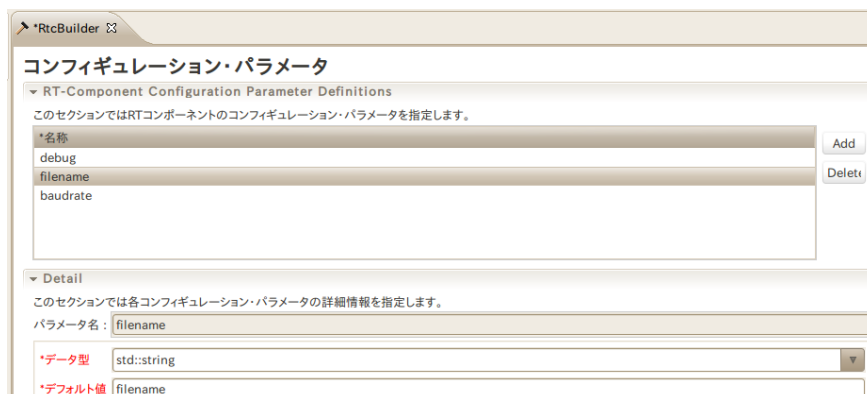 *RtcBuilder
コンフィギュレーション・パラメータ
RT-Component Configuration Parameter Definitions
このセクションではRTコンポーネントのコンフィギュレーション・パラメータを指定します。
*名称
Add
debug
filename
Delete
baudrate
Detail
このセクションでは各コンフィギュレーション・パラメータの詳細情報を指定します。
パラメータ名： filename
*データ型 std::string
*デフォルト値 filename